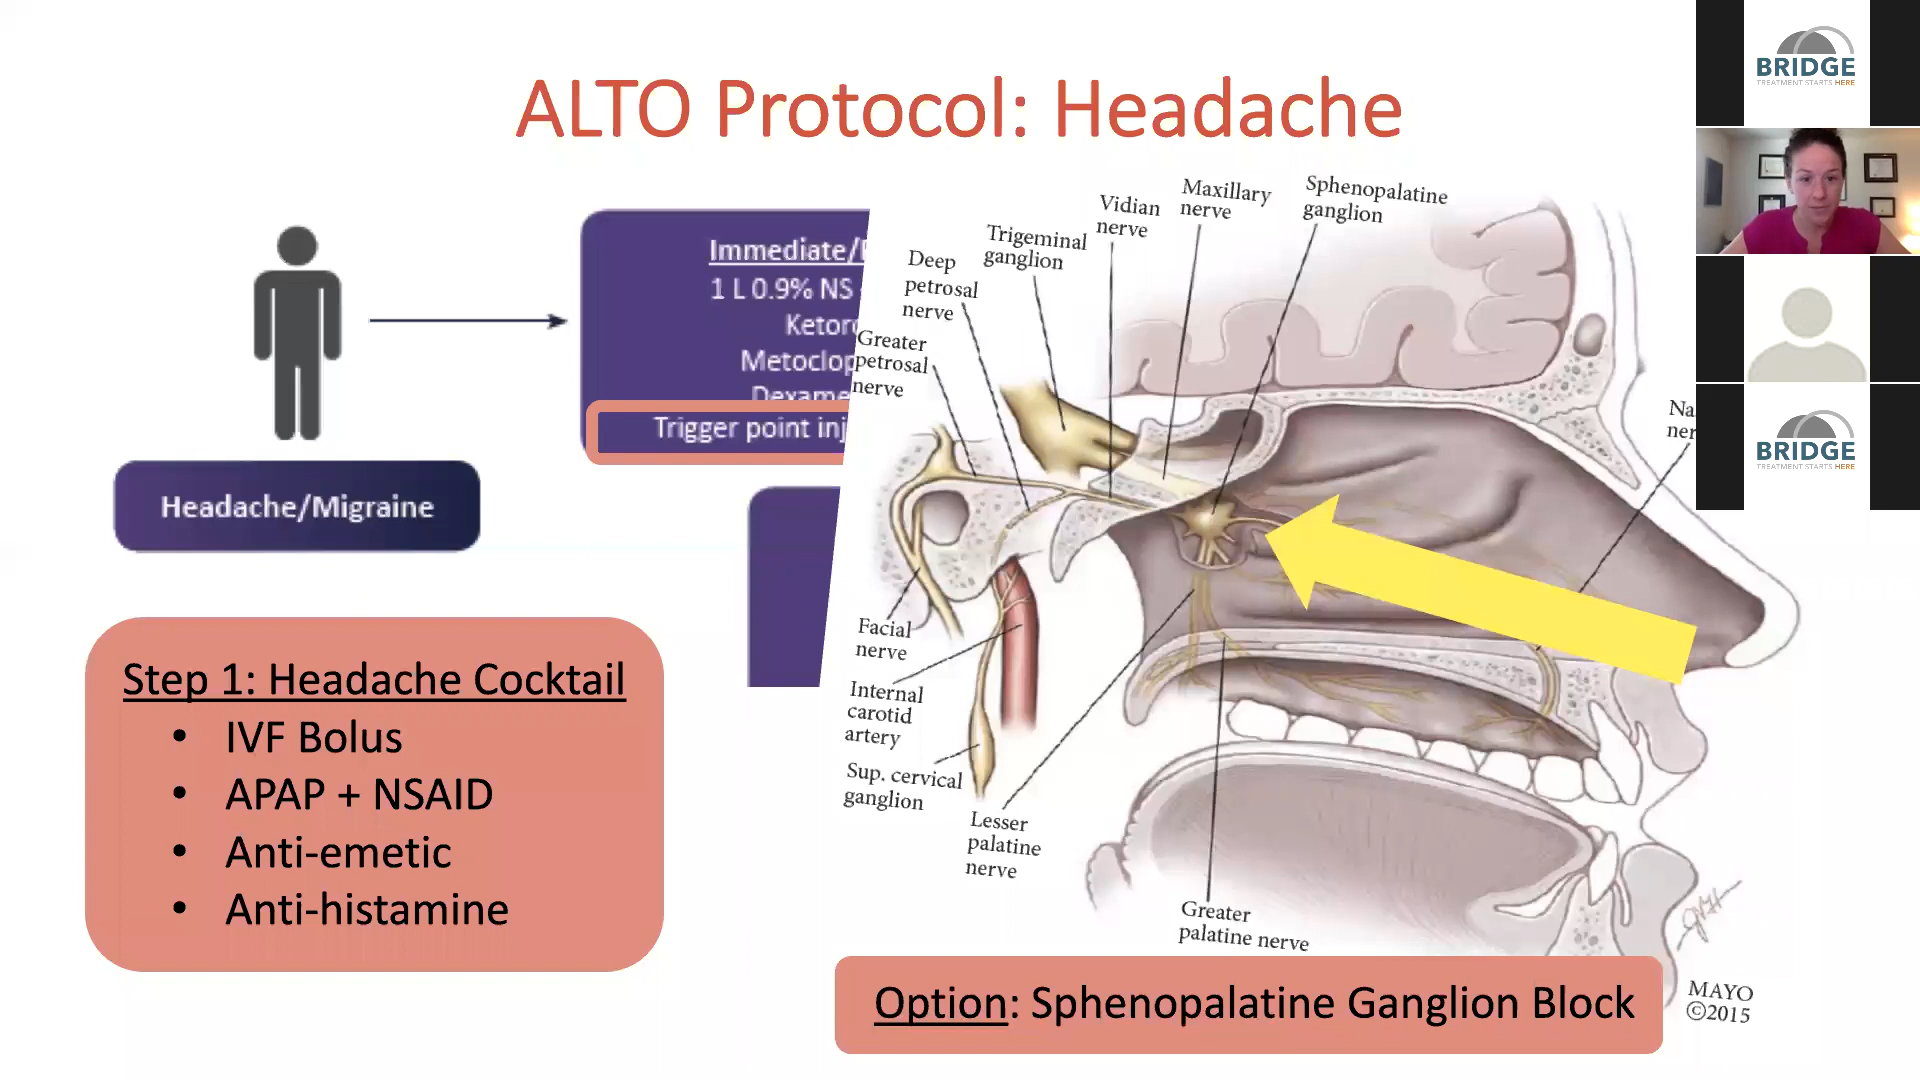 ALTO Protocol: Headache
Immediate/
1 L 0.9% NS
Trigger point
Headache/Migraine
Step 1: Headache Cocktail
• IVF Bolus
• APAP + NSAID
• Anti-emetic
• Anti-histamine
Sphenopalatine
ganglion
Maxillary
nerve
Vidian
nerve
Trigeminal
ganglion
Deep
petrosal
nerve
Greater
petrosal
nerve
Facial
nerve
Internal
carotid
artery
Sup. cervical
ganglion
Lesser
palatine
nerve
Greater
palatine nerve
Option: Sphenopalatine Ganglion Block
MAYO
©2015
BRIDGE
TREATMENT STARTS HERE
BRIDGE
TREATMENT STARTS HERE